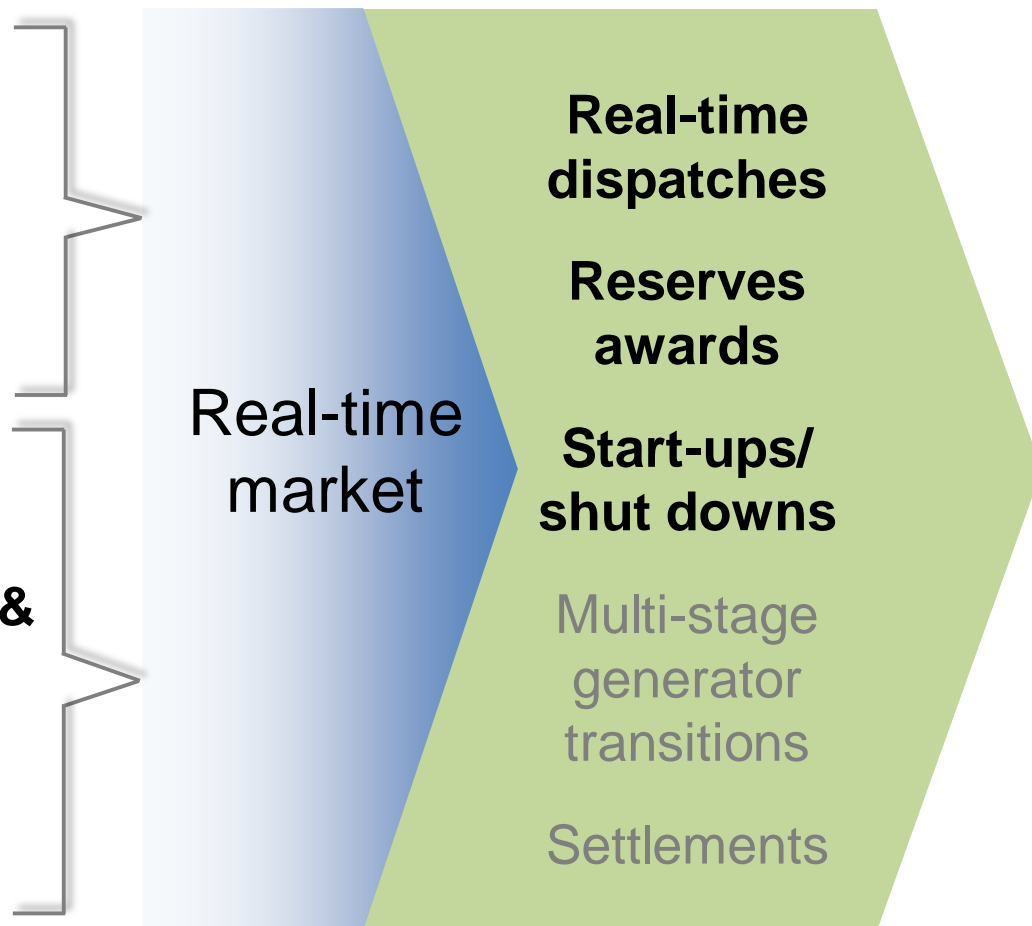 &
Real-time
market
Real-time
dispatches
Reserves
awards
Start-ups/
shut downs
Multi-stage
generator
transitions
Settlements